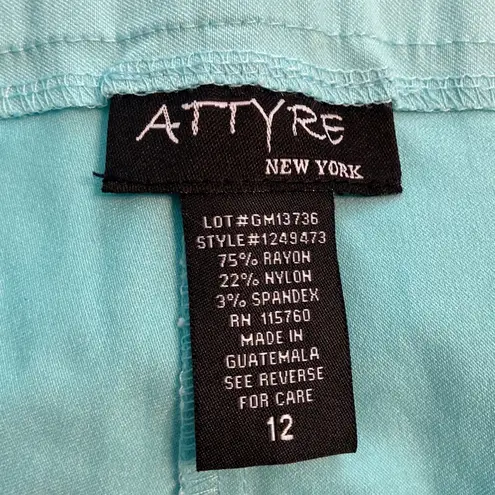 ATTYRE
NEW YORK
LOT#GM13736
STYLE#1249473
75% RAYON
22% NYLON
3% SPANDEX
RN 115760
MADE IN
GUATEMALA
SEE REVERSE
FOR CARE
12